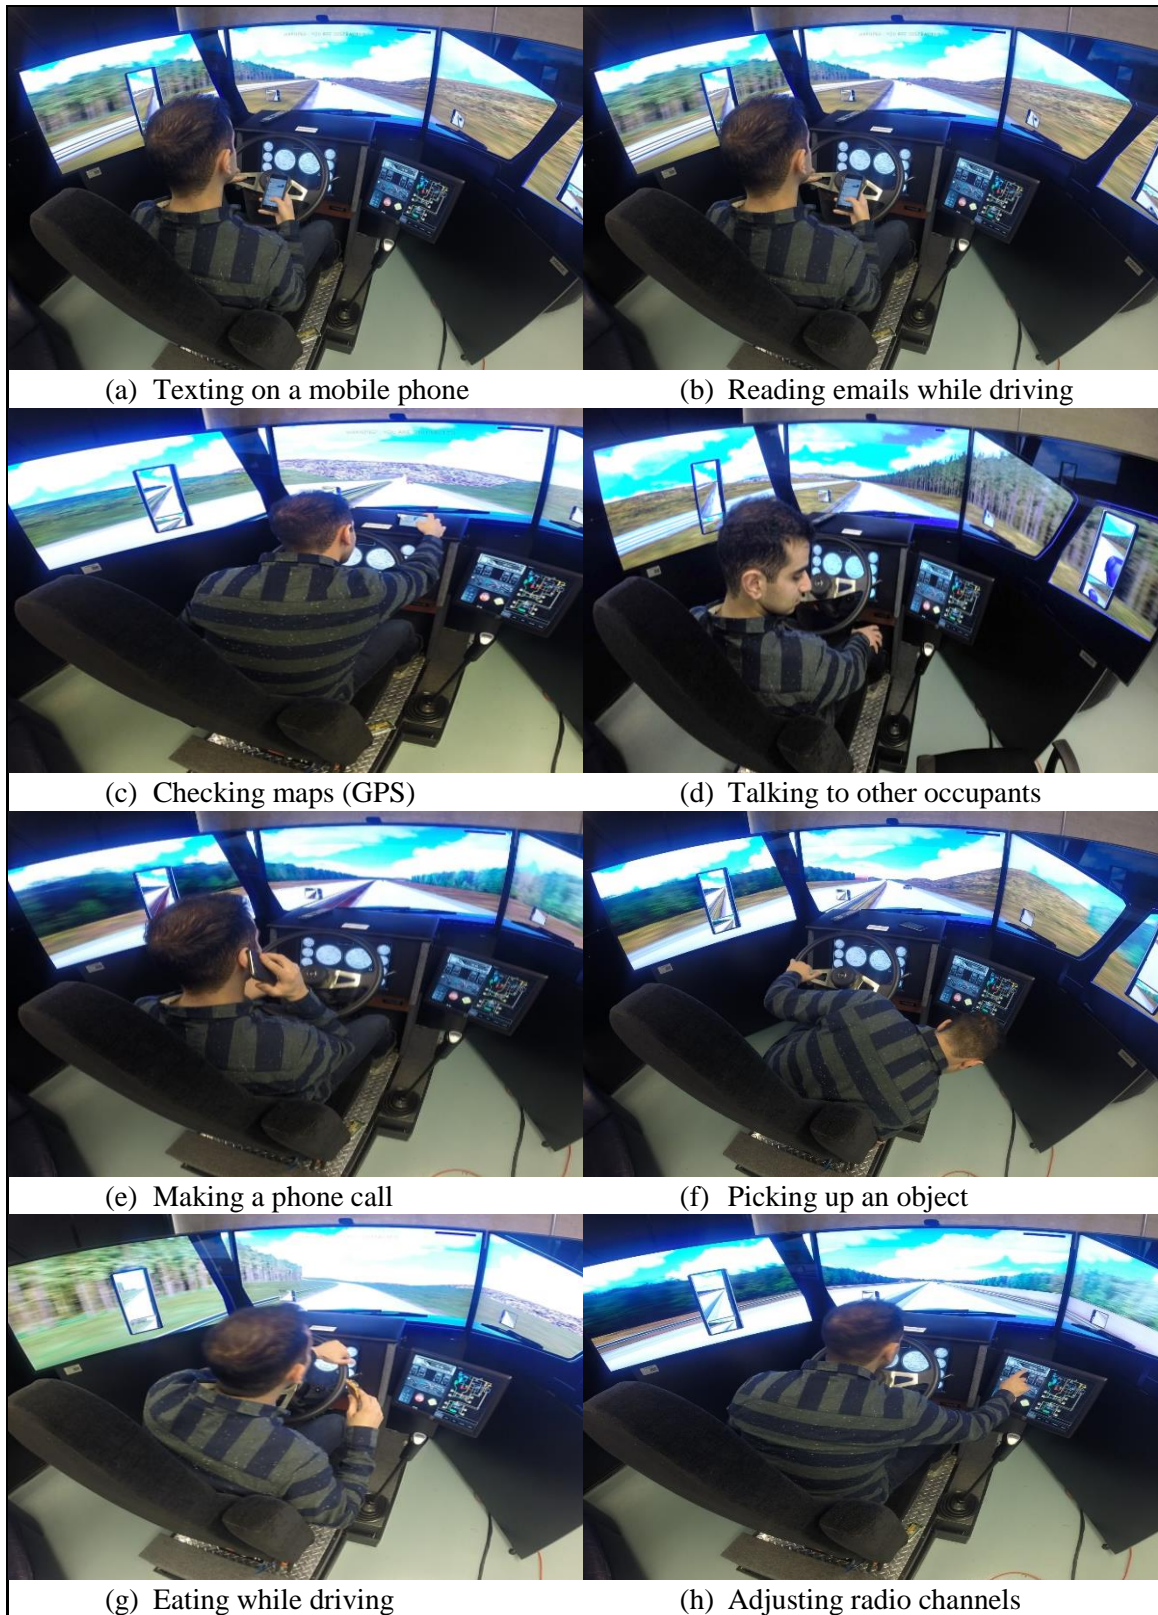 (a) Texting on a mobile phone
(b) Reading emails while driving
(c) Checking maps (GPS)
(d) Talking to other occupants
(e) Making a phone call
(f) Picking up an object
(g) Eating while driving
(h) Adjusting radio channels